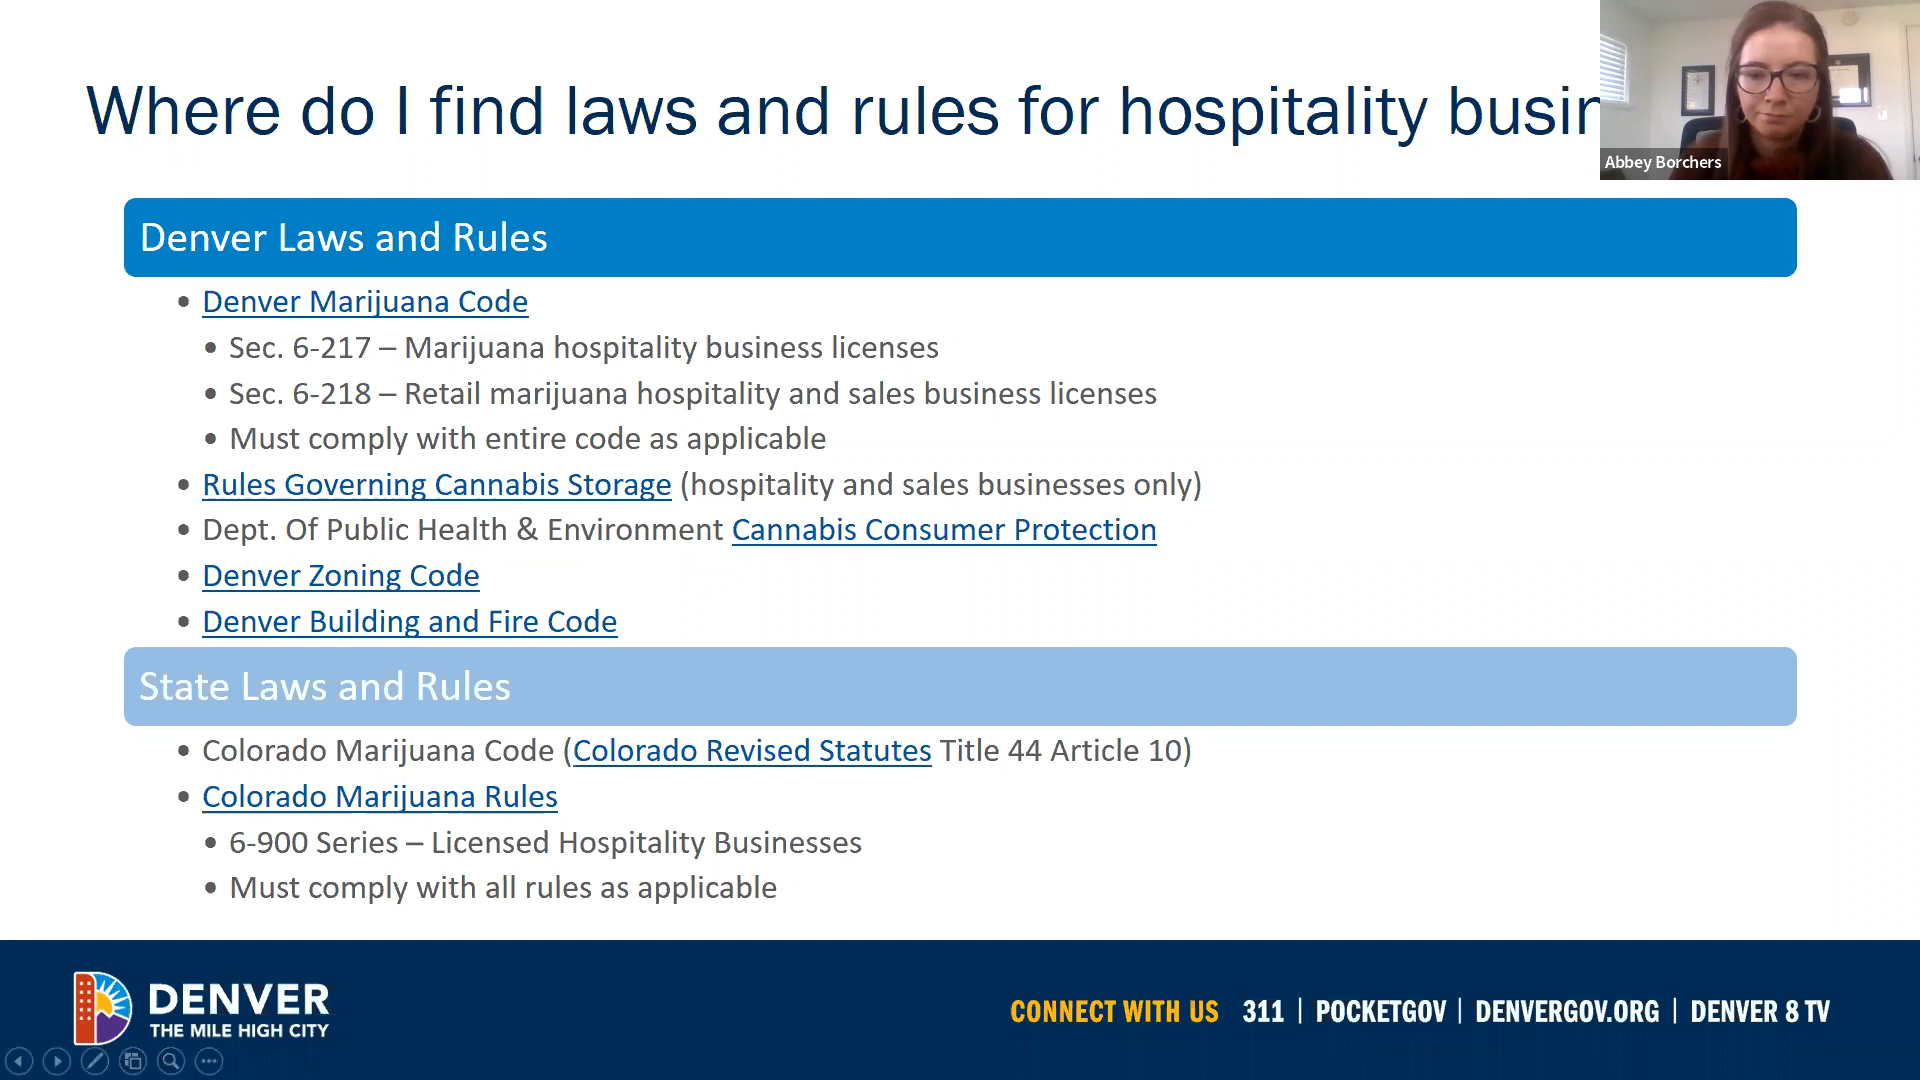 Where do I find laws and rules for hospitality busin
Abbey Borchers
Denver Laws and Rules
• Denver Marijuana Code
• Sec. 6-217 – Marijuana hospitality business licenses
• Sec. 6-218 – Retail marijuana hospitality and sales business licenses
• Must comply with entire code as applicable
• Rules Governing Cannabis Storage (hospitality and sales businesses only)
• Dept. Of Public Health & Environment Cannabis Consumer Protection
• Denver Zoning Code
• Denver Building and Fire Code
State Laws and Rules
• Colorado Marijuana Code (Colorado Revised Statutes Title 44 Article 10)
• Colorado Marijuana Rules
• 6-900 Series – Licensed Hospitality Businesses
• Must comply with all rules as applicable
DENVER
THE MILE HIGH CITY
CONNECT WITH US 311 | POCKETGOV | DENVERGOV.ORG | DENVER 8 TV